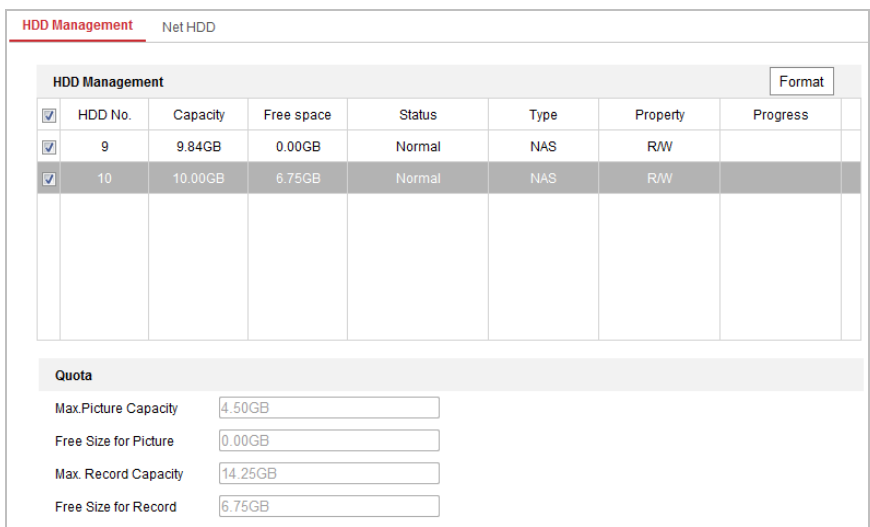 HDD Management Net HDD
HDD Management Format
HDD No. Capacity Free space Status Type Property Progress
9 9.84GB 0.00GB Normal NAS R/W
10 10.00GB 6.75GB Normal NAS R/W
Quota
Max.Picture Capacity 4.50GB
Free Size for Picture 0.00GB
Max. Record Capacity 14.25GB
Free Size for Record 6.75GB